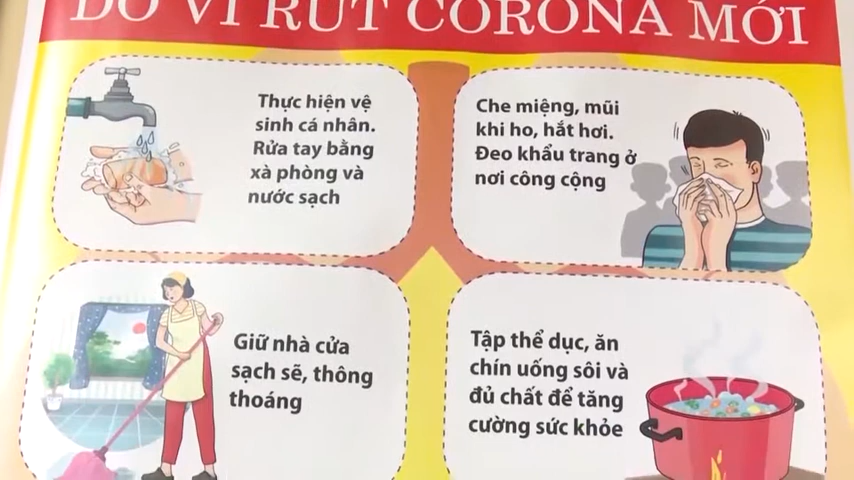 DO VI RÚT CORONA MỚI
Thực hiện vệ
sinh cá nhân.
Rửa tay bằng
xà phòng và
nước sạch
Che miệng, mũi
khi ho, hắt hơi.
Đeo khẩu trang ở
nơi công cộng
Giữ nhà cửa
sạch sẽ, thông
thoáng
Tập thể dục, ăn
chín uống sôi và
đủ chất để tăng
cường sức khỏe